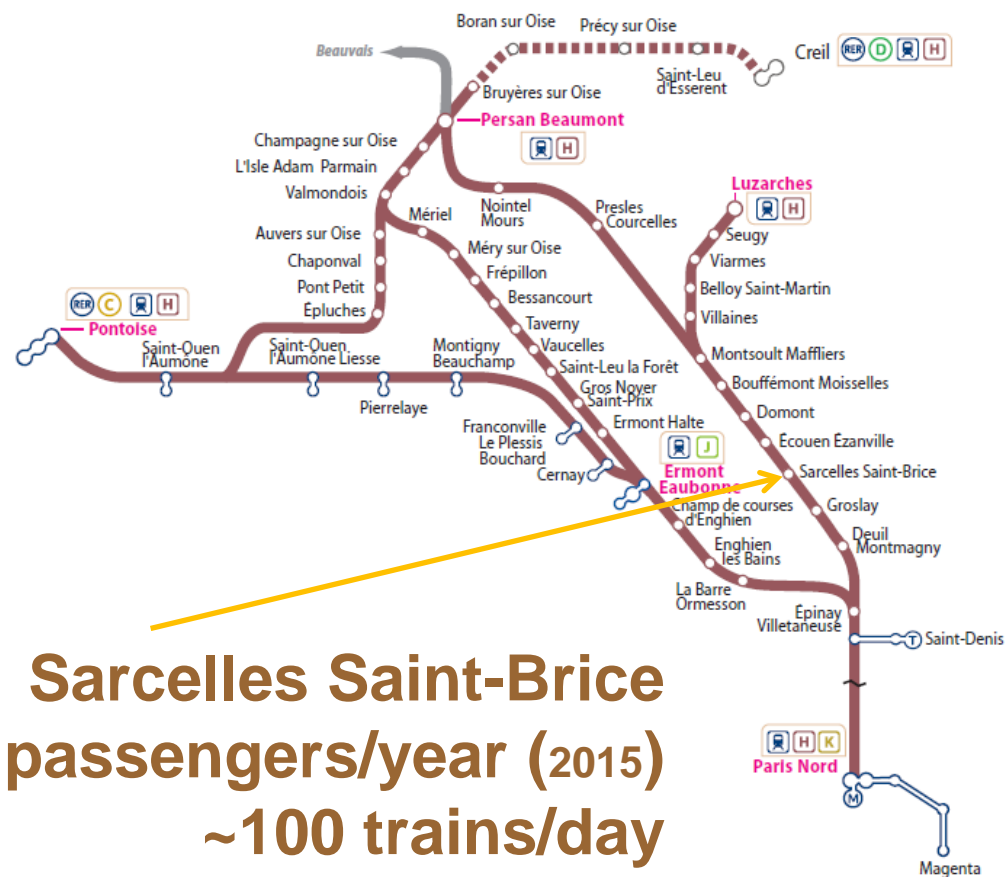 Boran sur Oise
Précy sur Oise
Beauvais
Creil
RER D H
Saint-Leu
d'Esserent
Bruyères sur Oise
Persan Beaumont
H
Champagne sur Oise
L'Isle Adam Parmain
Valmondois
Luzarches
H
Nointel
Mours
Presles
Courcelles
Mériel
Seugy
Auvers sur Oise
Méry sur Oise
Viarmes
Chaponval
Frépillon
Pont Petit
Belloy Saint-Martin
Bessancourt
RER C H
Épluches
Villaines
Pontoise
Taverny
Saint-Ouen
l'Aumône
Saint-Ouen
l'Aumône Liesse
Montigny
Beauchamp
Vaucelles
Montsoult Maffliers
Saint-Leu la Forêt
Bouffémont Moisselles
Gros Noyer
Saint-Prix
Pierrelaye
Domont
Ermont Halte
Franconville
Le Plessis
Bouchard
J
Écouen Ézanville
Cernay
Ermont
Eaubonne
Sarcelles Saint-Brice
Champ de courses
d'Enghien
Groslay
Deuil
Montmagny
Enghien
les Bains
La Barre
Ormesson
Épinay
Villetaneuse
T Saint-Denis
Sarcelles Saint-Brice
passengers/year (2015)
~100 trains/day
H K
Paris Nord
M
Magenta